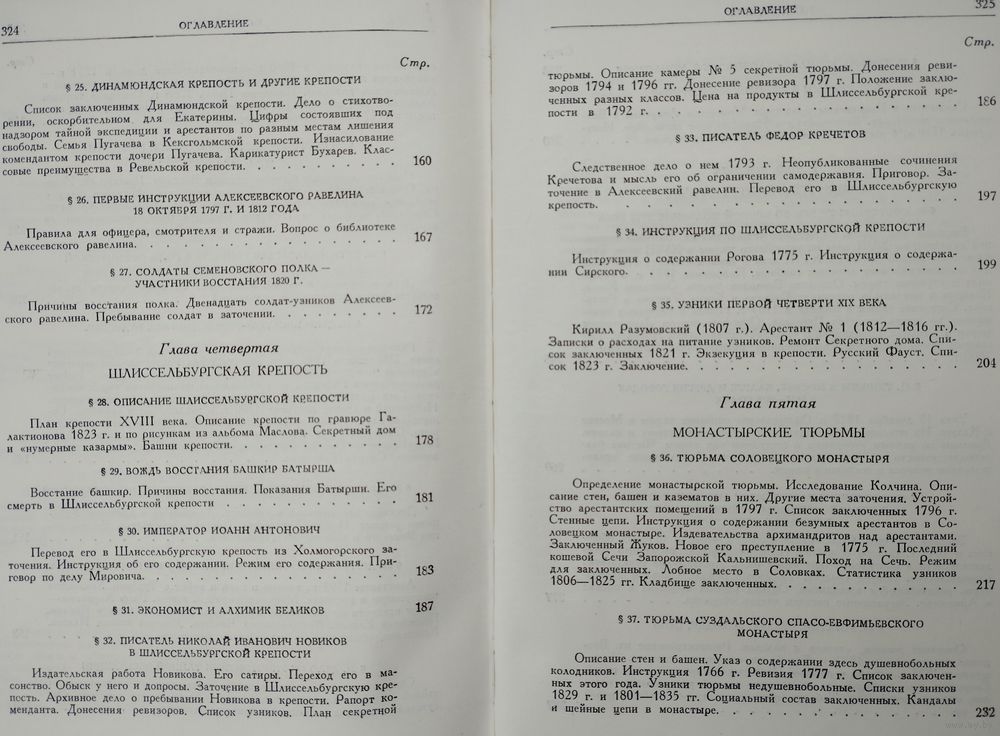 324
ОГЛАВЛЕНИЕ
Стр.
§ 25. ДИНАМЮНДСКАЯ КРЕПОСТЬ И ДРУГИЕ КРЕПОСТИ
Список заключенных Динамюндской крепости. Дело о стихотво-
рении, оскорбительном для Екатерины. Цифры состоявших под
надзором тайной экспедиции и арестантов по разным местам лишения
свободы. Семья Пугачева в Кексгольмской крепости. Изнасилование
комендантом крепости дочери Пугачева. Карикатурист Бухарев. Клас-
совые преимущества в Ревельской крепости. . . . . . . . . . 160
§ 26. ПЕРВЫЕ ИНСТРУКЦИИ АЛЕКСЕЕВСКОГО РАВЕЛИНА
18 ОКТЯБРЯ 1797 Г. И 1812 ГОДА
Правила для офицера, смотрителя и стражи. Вопрос о библиотеке
Алексеевского равелина. . . . . . . . . . . . . . . . 167
§ 27. СОЛДАТЫ СЕМЕНОВСКОГО ПОЛКА —
УЧАСТНИКИ ВОССТАНИЯ 1820 Г.
Причины восстания полка. Двенадцать солдат-узников Алексеев-
ского равелина. Пребывание солдат в заточении. . . . . . . . . 172
Глава четвертая
ШЛИССЕЛЬБУРГСКАЯ КРЕПОСТЬ
§ 28. ОПИСАНИЕ ШЛИССЕЛЬБУРГСКОЙ КРЕПОСТИ
План крепости XVIII века. Описание крепости по гравюре Га-
лактионова 1823 г. и по рисункам из альбома Маслова. Секретный дом
и «нумерные казармы». Башни крепости. . . . . . . . . . . 178
§ 29. ВОЖДЬ ВОССТАНИЯ БАШКИР БАТЫРША
Восстание башкир. Причины восстания. Показания Батырши. Его
смерть в Шлиссельбургской крепости . . . . . . . . . . . 181
§ 30. ИМПЕРАТОР ИОАНН АНТОНОВИЧ
Перевод его в Шлиссельбургскую крепость из Холмогорского за-
точения. Инструкция об его содержании. Режим его содержания. При-
говор по делу Мировича. . . . . . . . . . . . . . . . 183
§ 31. ЭКОНОМИСТ И АЛХИМИК БЕЛИКОВ 187
§ 32. ПИСАТЕЛЬ НИКОЛАЙ ИВАНОВИЧ НОВИКОВ
В ШЛИССЕЛЬБУРГСКОЙ КРЕПОСТИ
Издательская работа Новикова. Его сатиры. Переход его в ма-
сонство. Обыск у него и допросы. Заточение в Шлиссельбургскую кре-
пость. Архивное дело о пребывании Новикова в крепости. Рапорт ко-
менданта. Донесения ревизоров. Список узников. План секретной
ОГЛАВЛЕНИЕ
325
Стр.
тюрьмы. Описание камеры № 5 секретной тюрьмы. Донесения реви-
зоров 1794 и 1796 гг. Донесение ревизора 1797 г. Положение заклю-
ченных разных классов. Цена на продукты в Шлиссельбургской кре-
пости в 1792 г. . . . . . . . . . . . . . . . . . . 186
§ 33. ПИСАТЕЛЬ ФЕДОР КРЕЧЕТОВ
Следственное дело о нем 1793 г. Неопубликованные сочинения
Кречетова и мысль его об ограничении самодержавия. Приговор. За-
точение в Алексеевский равелин. Перевод его в Шлиссельбургскую
крепость. . . . . . . . . . . . . . . . . . . . . 197
§ 34. ИНСТРУКЦИЯ ПО ШЛИССЕЛЬБУРГСКОЙ КРЕПОСТИ
Инструкция о содержании Рогова 1775 г. Инструкция о содержа-
нии Сирского. . . . . . . . . . . . . . . . . . . 199
§ 35. УЗНИКИ ПЕРВОЙ ЧЕТВЕРТИ XIX ВЕКА
Кирилл Разумовский (1807 г.). Арестант № 1 (1812—1816 гг.).
Записки о расходах на питание узников. Ремонт Секретного дома. Спи-
сок заключенных 1821 г. Экзекуция в крепости. Русский Фауст. Спи-
сок 1823 г. Заключение. . . . . . . . . . . . . . . . 204
Глава пятая
МОНАСТЫРСКИЕ ТЮРЬМЫ
§ 36. ТЮРЬМА СОЛОВЕЦКОГО МОНАСТЫРЯ
Определение монастырской тюрьмы. Исследование Колчина. Опи-
сание стен, башен и казематов в них. Другие места заточения. Устрой-
ство арестантских помещений в 1797 г. Список заключенных 1796 г.
Стенные цепи. Инструкция о содержании безумных арестантов в Со-
ловецком монастыре. Издевательства архимандритов над арестантами.
Заключенный Жуков. Новое его преступление в 1775 г. Последний
кошевой Сечи Запорожской Кальнишевский. Поход на Сечь. Режим
для заключенных. Лобное место в Соловках. Статистика узников
1806—1825 гг. Кладбище заключенных. . . . . . . . . . . . 217
§ 37. ТЮРЬМА СУЗДАЛЬСКОГО СПАСО-ЕВФИМЬЕВСКОГО
МОНАСТЫРЯ
Описание стен и башен. Указ о содержании здесь душевнобольных
колодников. Инструкция 1766 г. Ревизия 1777 г. Список заключен-
ных этого года. Узники тюрьмы недушевнобольные. Списки узников
1829 г. и 1801—1835 гг. Социальный состав заключенных. Кандалы
и шейные цепи в монастыре. . . . . . . . . . . . . . 232